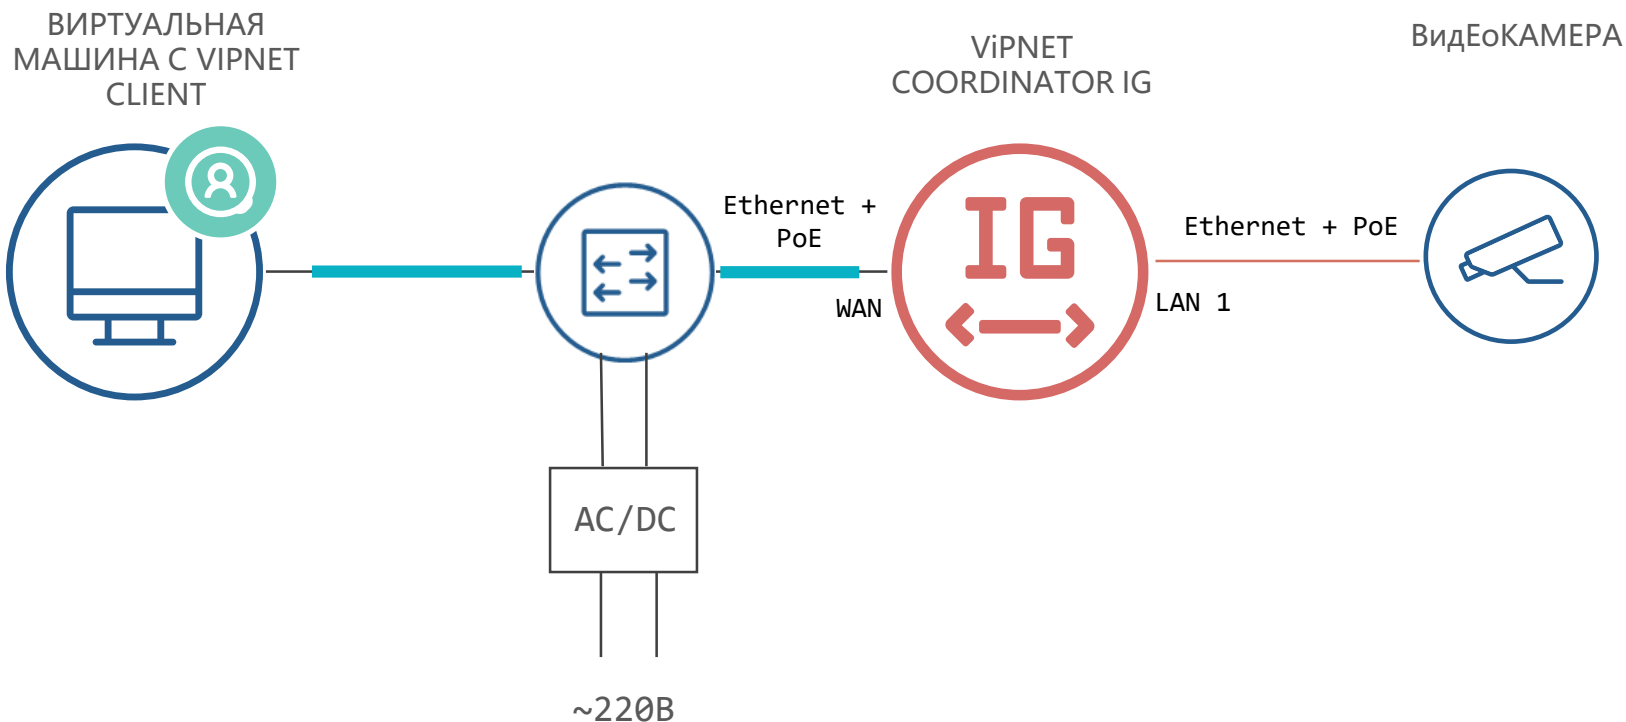 ВИРТУАЛЬНАЯ
МАШИНА С VIPNET
CLIENT
ViPNET
COORDINATOR IG
ВидЕоКАМЕРА
Ethernet +
PoE
WAN
IG
Ethernet + PoE
LAN 1
AC/DC
~220В